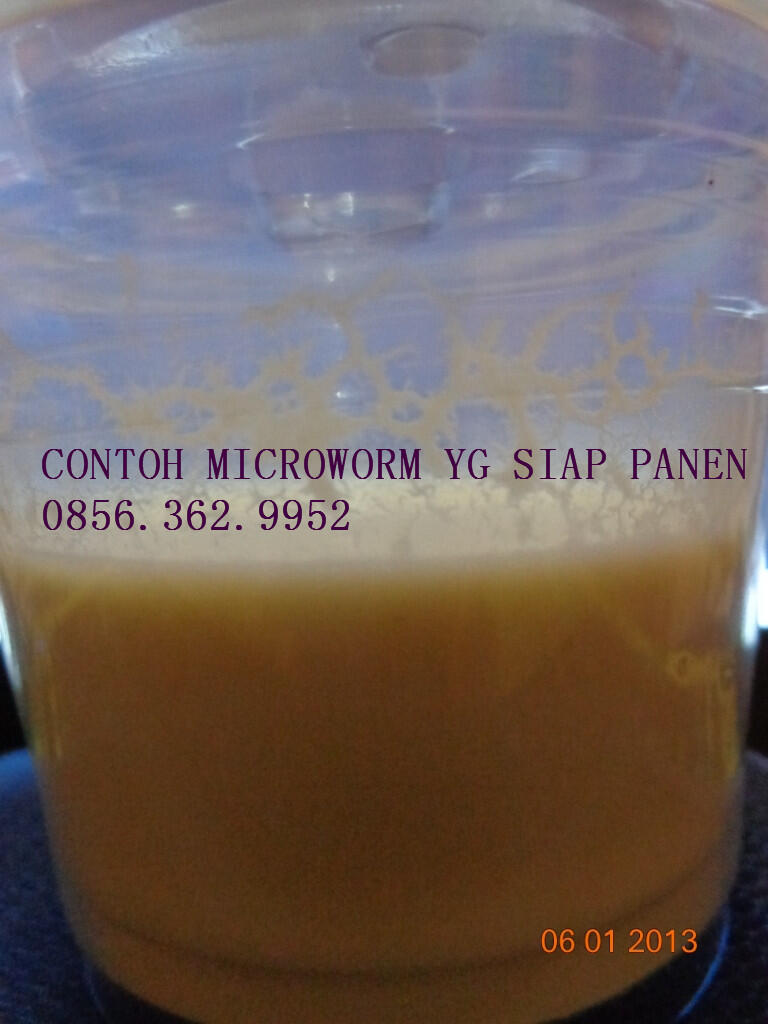 CONTOH MICROWORM YG SIAP PANEN
0856.362.9952
06 01 2013